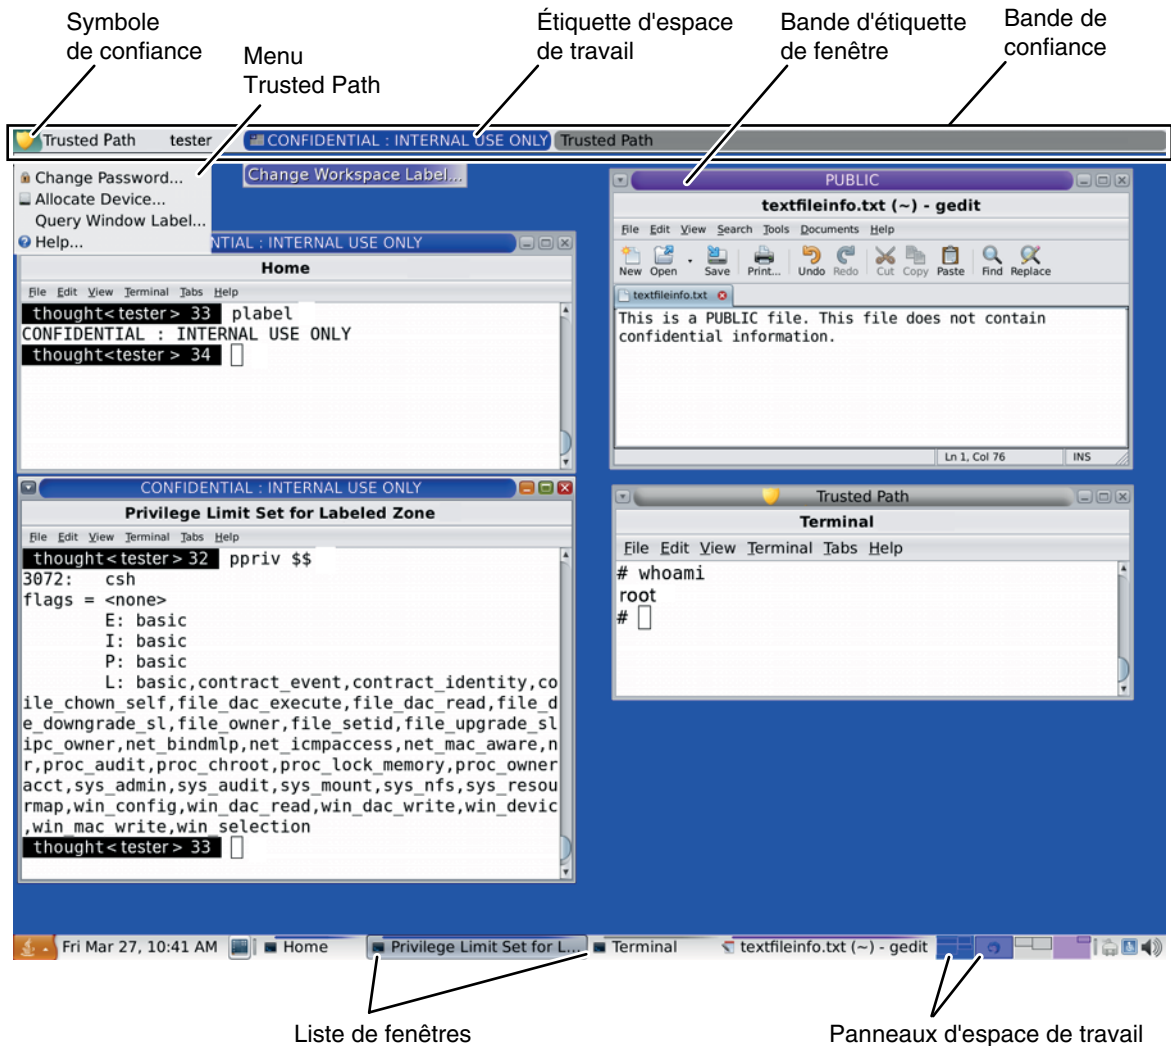 Symbole
de confiance
Menu
Trusted Path
Étiquette d'espace
de travail
Bande d'étiquette
de fenêtre
Bande de
confiance
Trusted Path tester CONFIDENTIAL : INTERNAL USE ONLY Trusted Path
Change Password...
Allocate Device...
Query Window Label...
Help...
Change Workspace Label...
NTIAL : INTERNAL USE ONLY
Home
File Edit View Terminal Tabs Help
thought<tester> 33 plabel
CONFIDENTIAL : INTERNAL USE ONLY
thought<tester > 34
PUBLIC
textfileinfo.txt (~) - gedit
File Edit View Search Tools Documents Help
New Open Save Print... Undo Redo Cut Copy Paste Find Replace
textfileinfo.txt
This is a PUBLIC file. This file does not contain
confidential information.
Ln 1, Col 76 INS
CONFIDENTIAL : INTERNAL USE ONLY
Privilege Limit Set for Labeled Zone
File Edit View Terminal Tabs Help
thought<tester> 32 ppriv $$
3072: csh
flags = <none>
E: basic
I: basic
P: basic
L: basic,contract_event,contract_identity,co
ile_chown_self,file_dac_execute,file_dac_read,file_d
e_downgrade_sl,file_owner,file_setid,file_upgrade_sl
ipc_owner,net_bindmlp,net_icmpaccess,net_mac_aware,n
r,proc_audit,proc_chroot,proc_lock_memory,proc_owner
acct,sys_admin,sys_audit,sys_mount,sys_nfs,sys_resou
rmap,win_config,win_dac_read,win_dac_write,win_devic
,win_mac write,win_selection
thought<tester> 33
Trusted Path
Terminal
File Edit View Terminal Tabs Help
# whoami
root
#
Fri Mar 27, 10:41 AM Home Privilege Limit Set for L... Terminal textfileinfo.txt (~) - gedit
Liste de fenêtres
Panneaux d'espace de travail